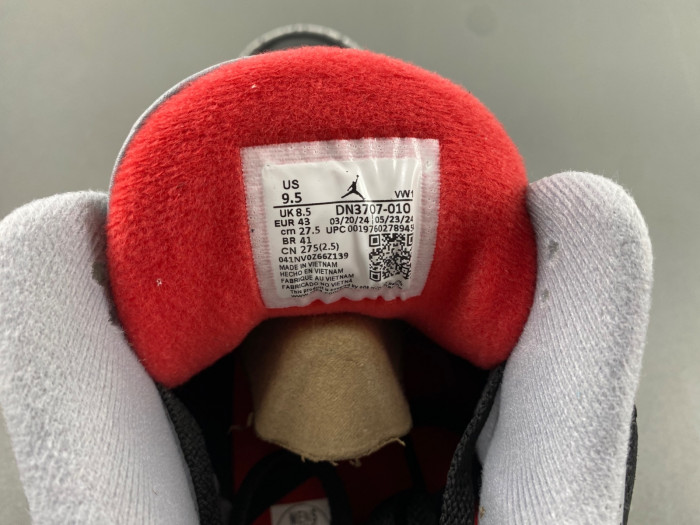 US
9.5
VW1
UK 8.5
DN3707-010
EUR 43
03/20/24 05/23/24
cm 27.5
UPC 0019760278949
BR 41
CN 275(2.5)
041NV0Z66Z139
MADE IN VIETNAM
HECHO EN VIETNAM
FABRIQUE AU VIETNAM
FABRICADO NO VIETNÃ